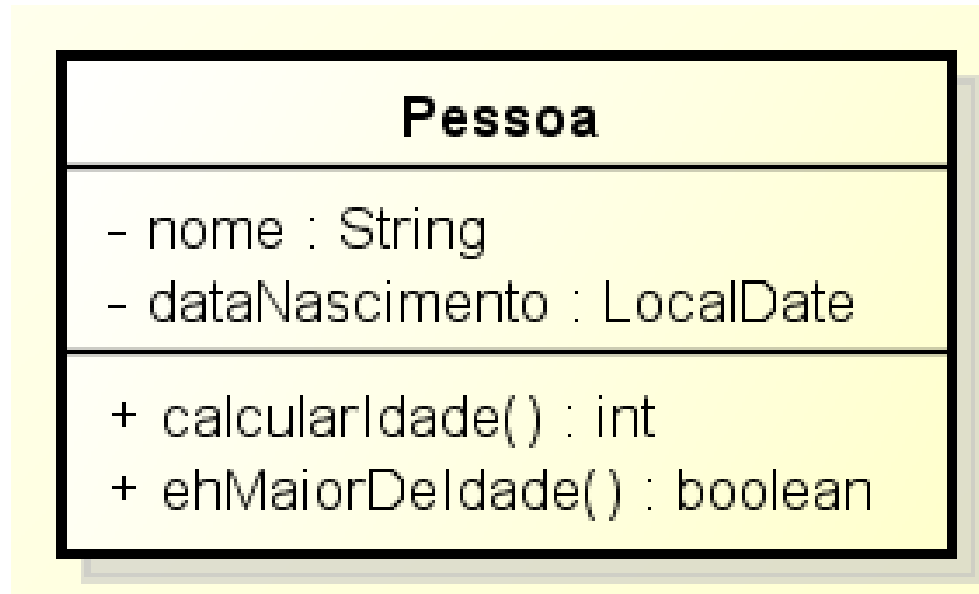 Pessoa
- nome : String
- dataNascimento : LocalDate
+ calcularIdade() : int
+ ehMaiorDeIdade() : boolean